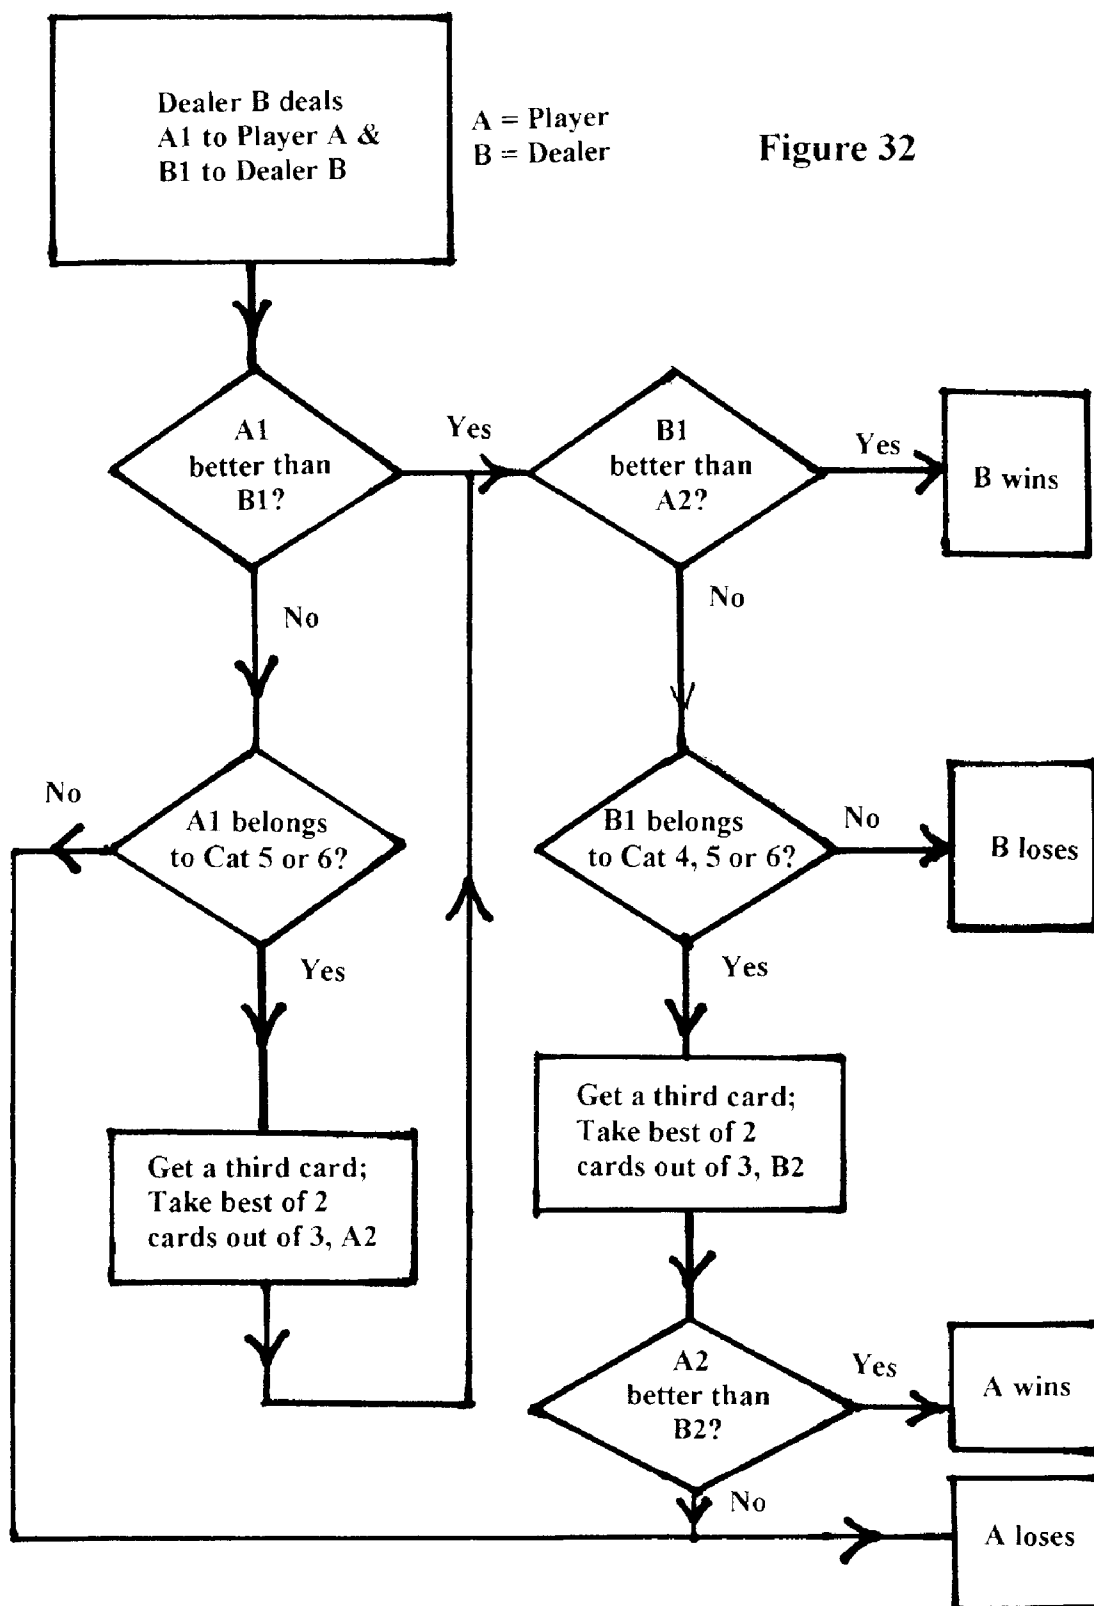 Dealer B deals
A1 to Player A &
B1 to Dealer B
A = Player
B = Dealer
Figure 32
A1
better than
B1?
Yes
B1
better than
A2?
Yes
B wins
No
No
No
A1 belongs
to Cat 5 or 6?
B1 belongs
to Cat 4, 5 or 6?
No
B loses
Yes
Yes
Get a third card;
Take best of 2
cards out of 3, A2
Get a third card;
Take best of 2
cards out of 3, B2
A2
better than
B2?
Yes
A wins
No
A loses